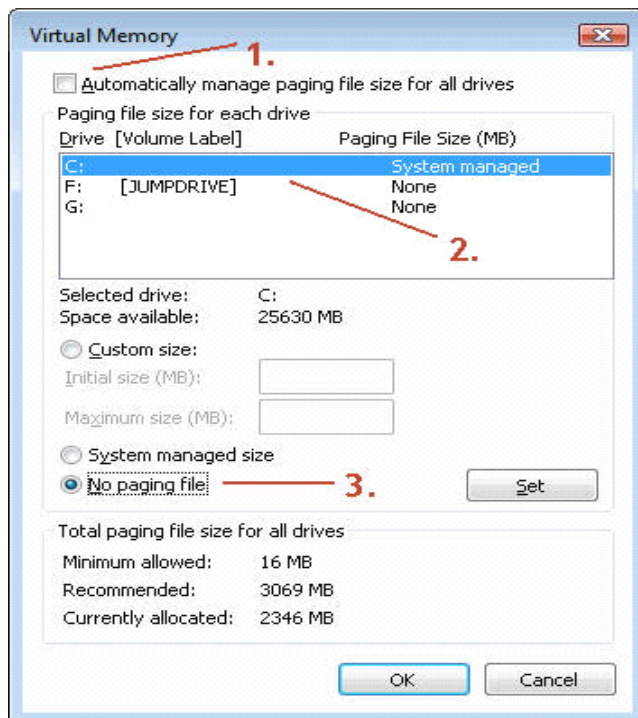 Virtual Memory
1.
Automatically manage paging file size for all drives
Paging file size for each drive
Drive [Volume Label] Paging File Size (MB)
C: System managed
F: [JUMPDRIVE] None
G: None
2.
Selected drive: C:
Space available: 25630 MB
Custom size:
Initial size (MB):
Maximum size (MB):
System managed size
No paging file 3. Set
Total paging file size for all drives
Minimum allowed: 16 MB
Recommended: 3069 MB
Currently allocated: 2346 MB
OK Cancel